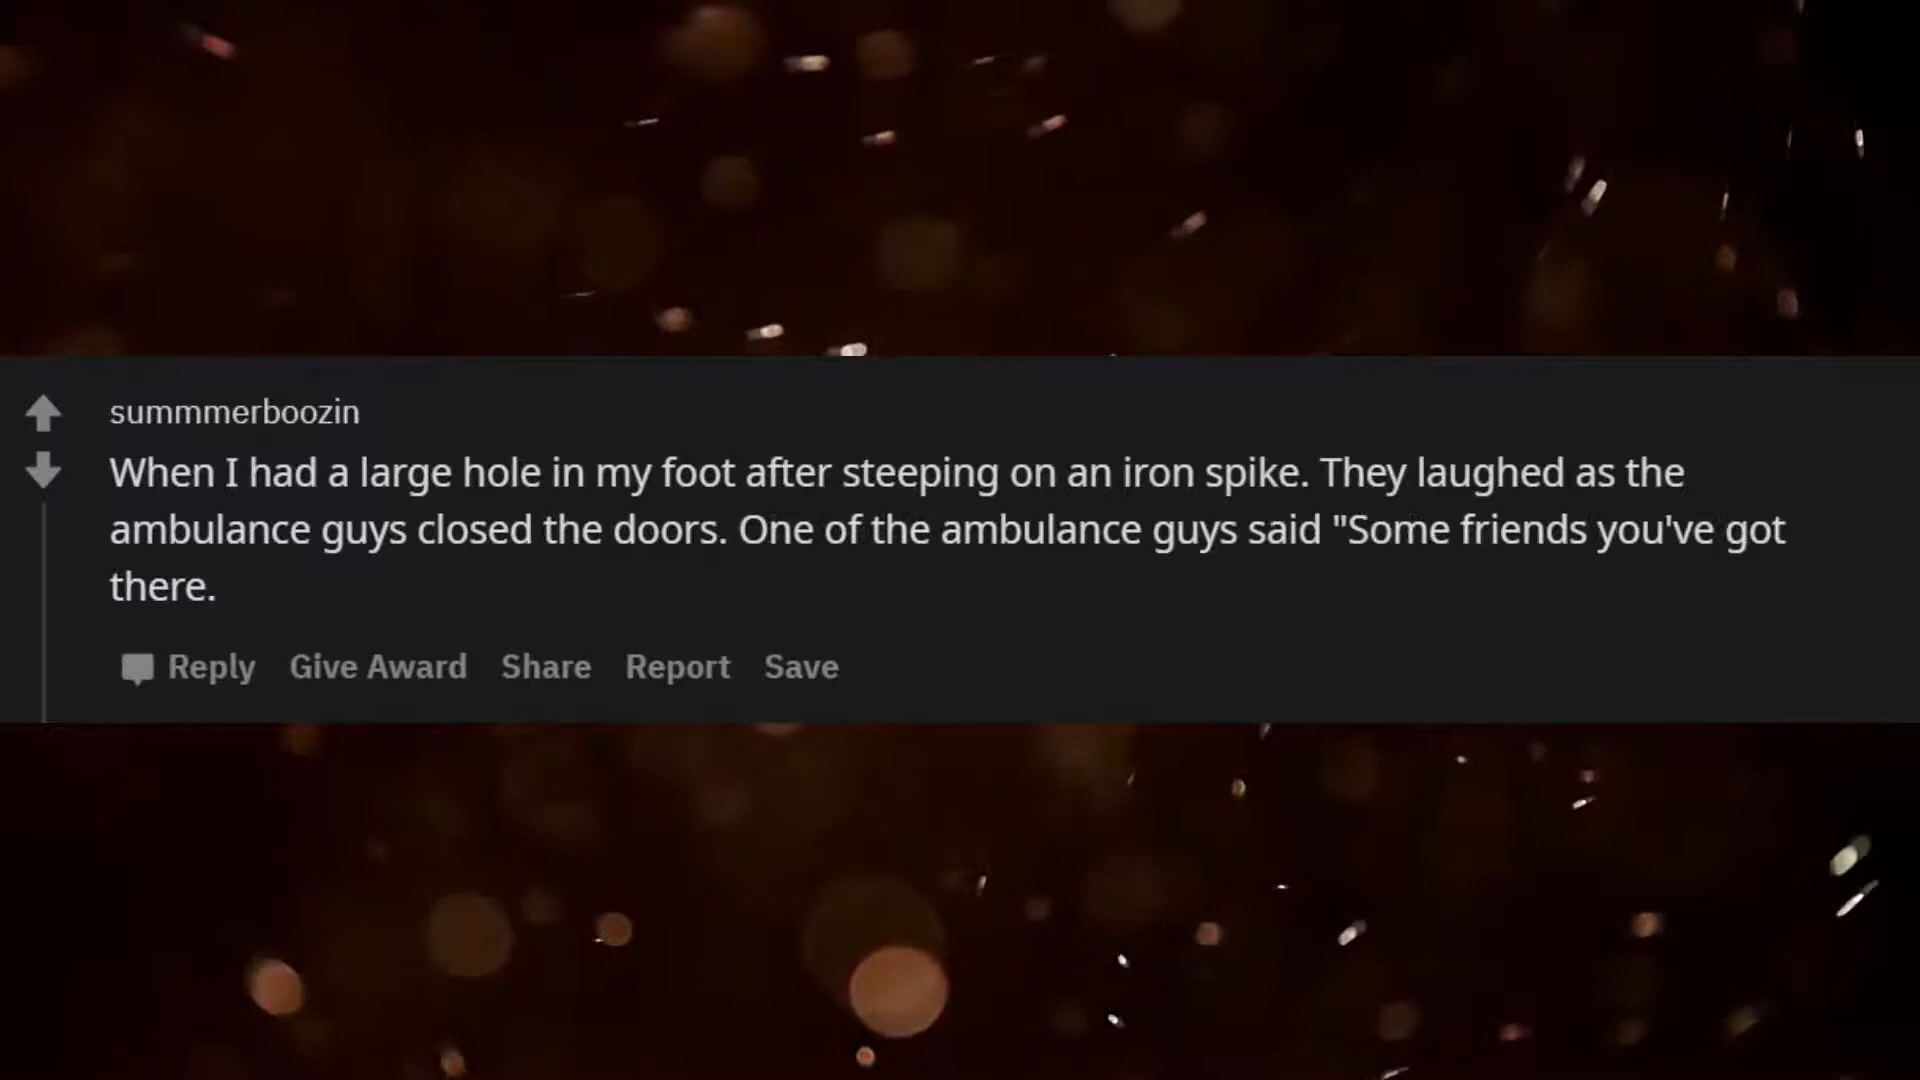 summmerboozin
When I had a large hole in my foot after steeping on an iron spike. They laughed as the
ambulance guys closed the doors. One of the ambulance guys said "Some friends you've got
there.
Reply Give Award Share Report Save